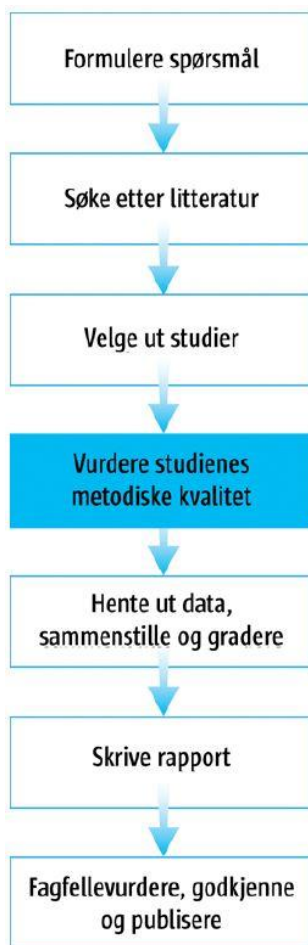 Formulere spørsmål
Søke etter litteratur
Velge ut studier
Vurdere studienes
metodiske kvalitet
Hente ut data,
sammenstille og gradere
Skrive rapport
Fagfellevurdere, godkjenne
og publisere